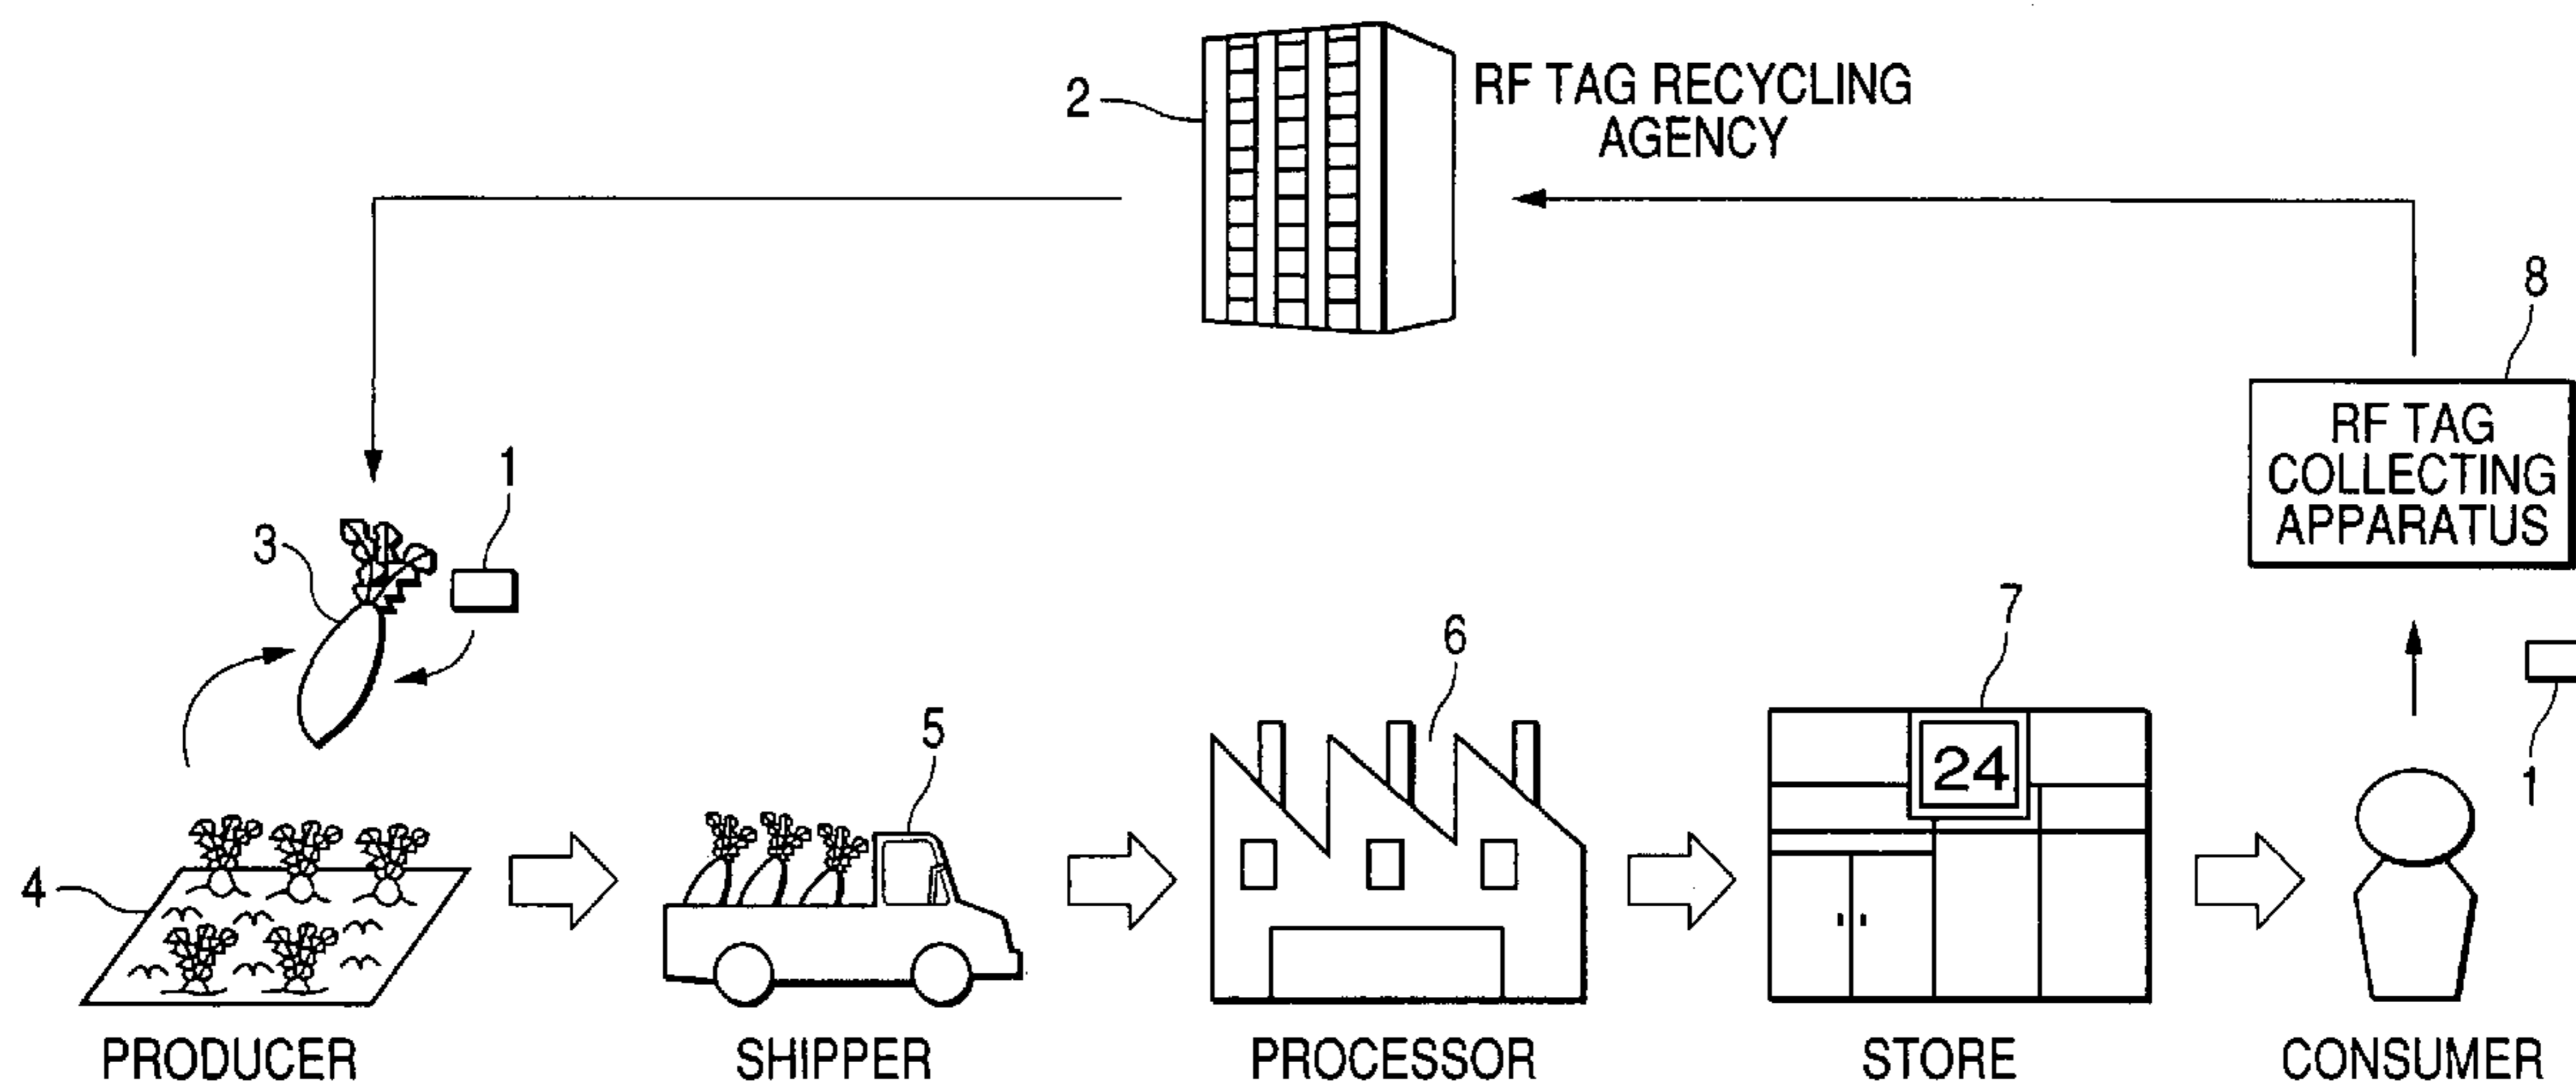 2
RF TAG RECYCLING
AGENCY
8
RF TAG
COLLECTING
APPARATUS
1
3
7
6
1
5
24
4
PRODUCER
SHIPPER
PROCESSOR
STORE
CONSUMER